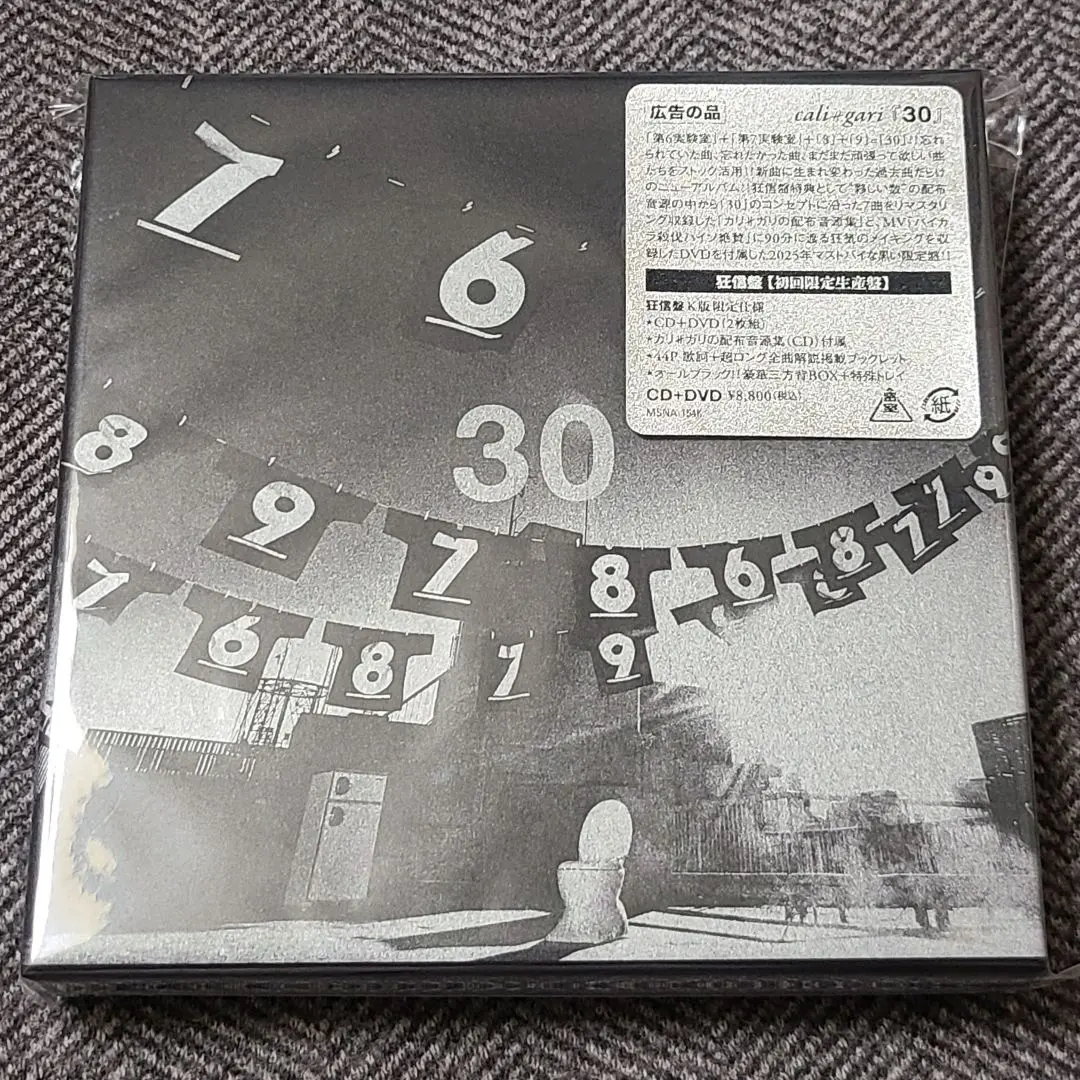 7
6
8
30
9 7 8 6 8 7 7 9
7 6 8 7 9
広告の品 cali≠gari『30』
「第6実験室」+「第7実験室」+「8」+「9」=「30」!!忘れ
られていた曲、忘れたかった曲、まだまだ頑張って欲しい曲
たちをストック活用!!新曲に生まれ変わった過去曲だらけ
のニューアルバム!!狂信盤特典として“夥しい数”の配布
音源の中から「30」のコンセプトに沿った7曲をリマスタリ
ング収録した「カリ≠ガリの配布音源集」と、MV「ハイカ
ラ殺伐ハイソ絶賛」に90分に渡る狂気のメイキングを収
録したDVDを付属した2025年マストバイな黒い限定盤!!
狂信盤【初回限定生産盤】
狂信盤K版限定仕様
★CD+DVD(2枚組)
★カリ≠ガリの配布音源集(CD)付属
★44P 歌詞+超ロング全曲解説掲載ブックレット
★オールブラック!!豪華三方背BOX+特殊トレイ
CD+DVD ¥8,800(税込)
MSNA-154K
密室
紙